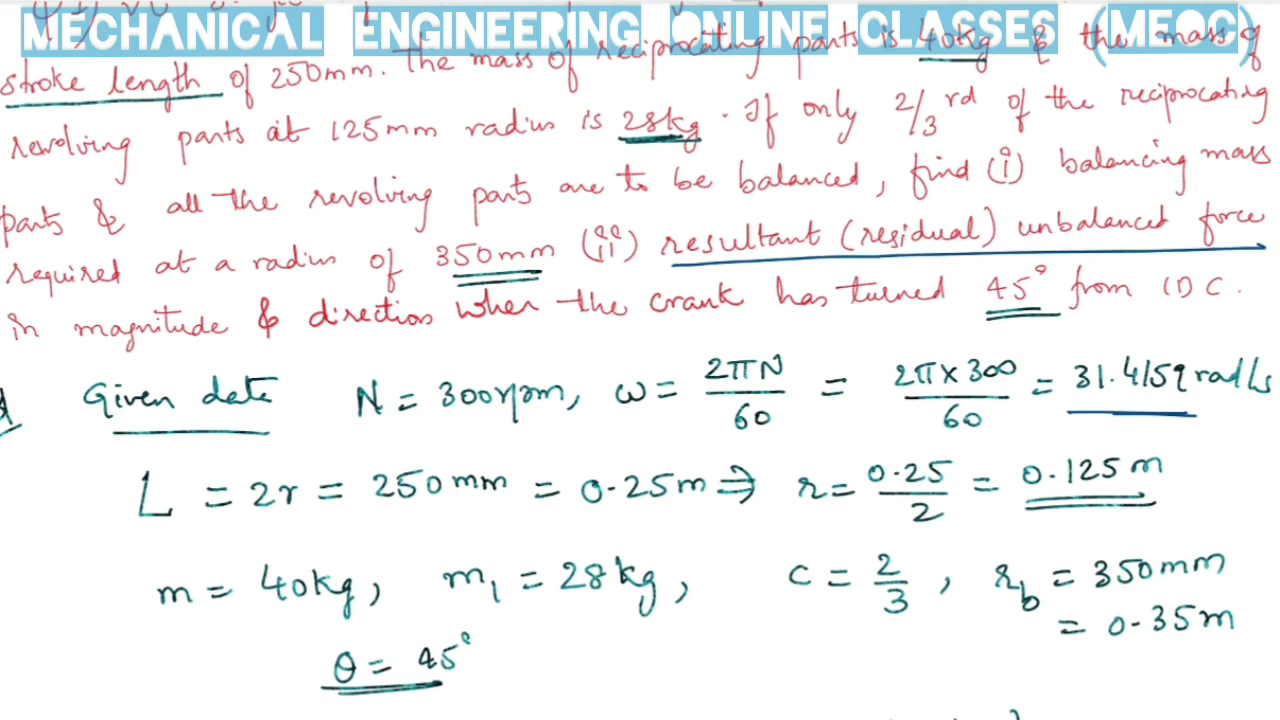 MECHANICAL ENGINEERING ONLINE CLASSES (MEOC)
stroke length of 250mm. The mass of reciprocating parts is 40kg & the mass of
revolving parts at 125mm radius is 28kg. If only 2/3 rd of the reciprocating
parts & all the revolving parts are to be balanced, find (i) balancing mass
required at a radius of 350mm (ii) resultant (residual) unbalanced force
in magnitude & direction when the crank has turned 45° from IDC.
Given data N = 300rpm, ω = 2πN/60 = 2π×300/60 = 31.4159 rad/s
L = 2r = 250mm = 0.25m ⇒ r = 0.25/2 = 0.125m
m = 40kg, m₁ = 28kg, c = 2/3, r_b = 350mm
= 0.35m
θ = 45°